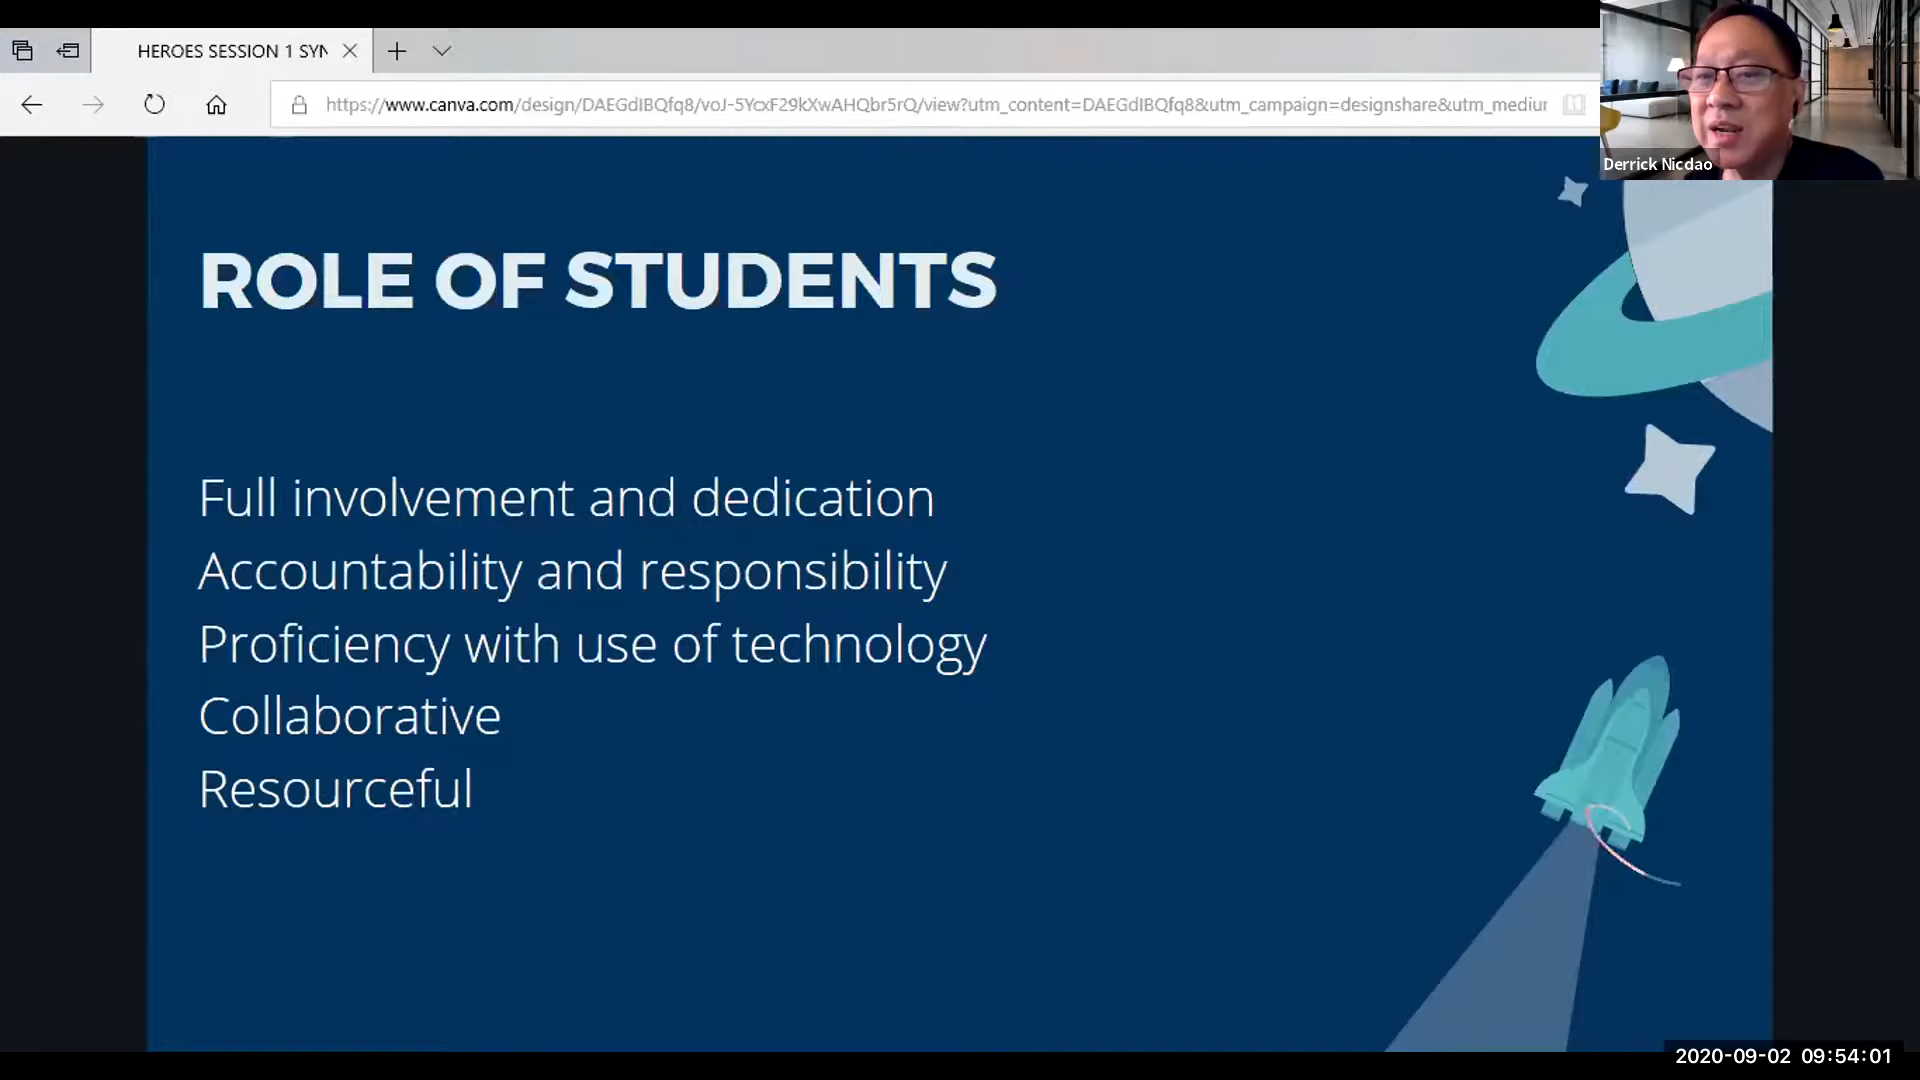 HEROES SESSION 1 SYN
https://www.canva.com/design/DAEGdIBQfq8/voJ-5YcxF29kXwAHQbr5rQ/view?utm_content=DAEGdIBQfq8&utm_campaign=designshare&utm_mediur
Derrick Nicdao
ROLE OF STUDENTS
Full involvement and dedication
Accountability and responsibility
Proficiency with use of technology
Collaborative
Resourceful
2020-09-02 09:54:01